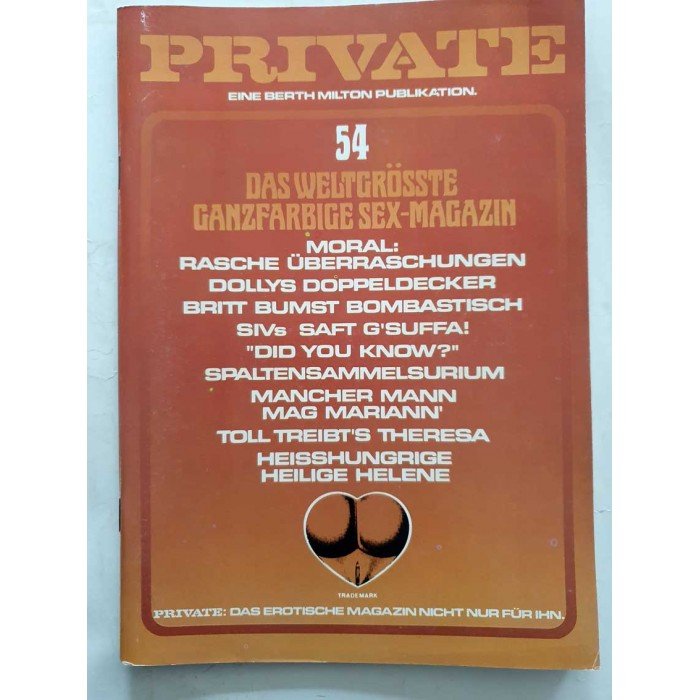 PRIVATE
EINE BERTH MILTON PUBLIKATION.
54
DAS WELTGRÖSSTE
GANZFARBIGE SEX-MAGAZIN
MORAL:
RASCHE ÜBERRASCHUNGEN
DOLLYS DOPPELDECKER
BRITT BUMST BOMBASTISCH
SIVs SAFT G'SUFFA!
"DID YOU KNOW?"
SPALTENSAMMELSURIUM
MANCHER MANN
MAG MARIANN'
TOLL TREIBT'S THERESA
HEISSHUNGRIGE
HEILIGE HELENE
TRADE MARK
PRIVATE: DAS EROTISCHE MAGAZIN NICHT NUR FÜR IHN.